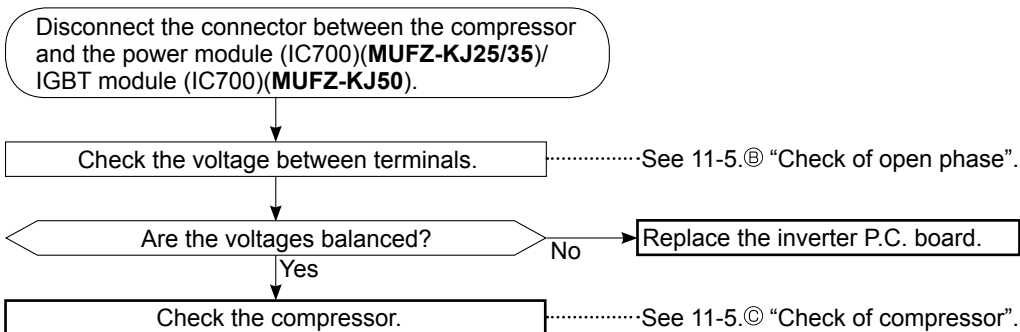 Disconnect the connector between the compressor
and the power module (IC700)(MUFZ-KJ25/35)/
IGBT module (IC700)(MUFZ-KJ50).
Check the voltage between terminals.
See 11-5.Ⓑ “Check of open phase”.
Are the voltages balanced?
No
Replace the inverter P.C. board.
Yes
Check the compressor.
See 11-5.Ⓒ “Check of compressor”.